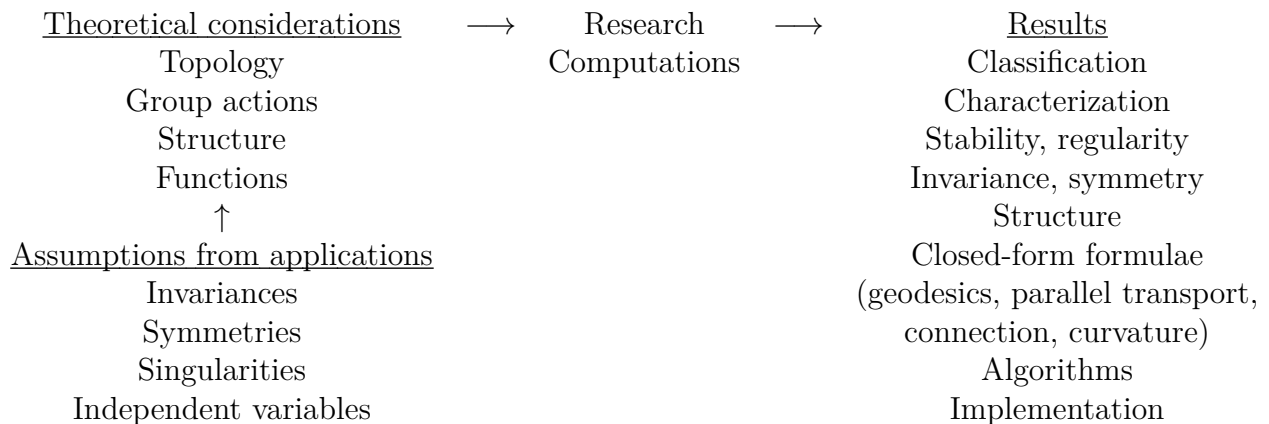 Theoretical considerations ⟶ Research ⟶ Results
Topology Computations Classification
Group actions Characterization
Structure Stability, regularity
Functions Invariance, symmetry
↑ Structure
Assumptions from applications Closed-form formulae
Invariances (geodesics, parallel transport,
Symmetries connection, curvature)
Singularities Algorithms
Independent variables Implementation